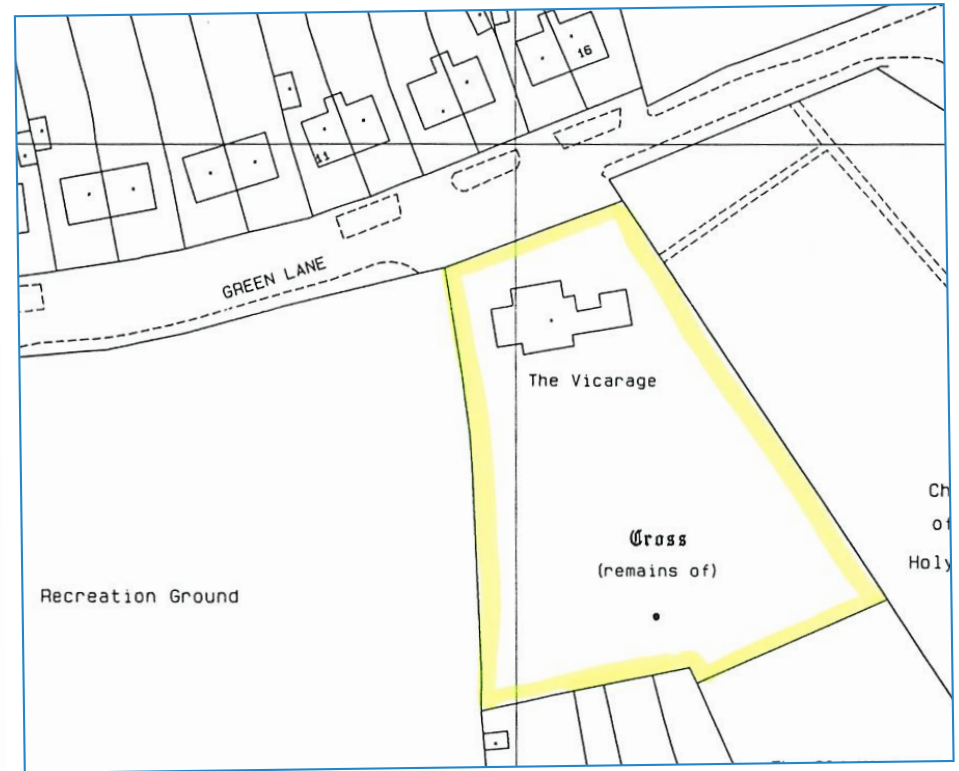 16
11
GREEN LANE
The Vicarage
Cross
(remains of)
Ch
of
Holy
Recreation Ground